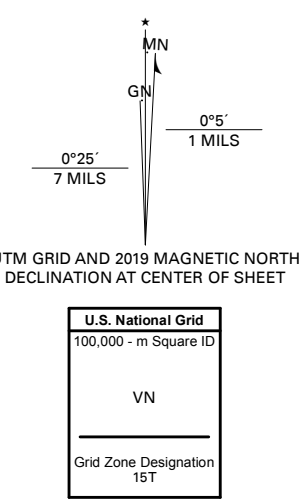 MN
GN
0°5´
1 MILS
0°25´
7 MILS
UTM GRID AND 2019 MAGNETIC NORTH
DECLINATION AT CENTER OF SHEET
U.S. National Grid
100,000 - m Square ID
VN
Grid Zone Designation
15T